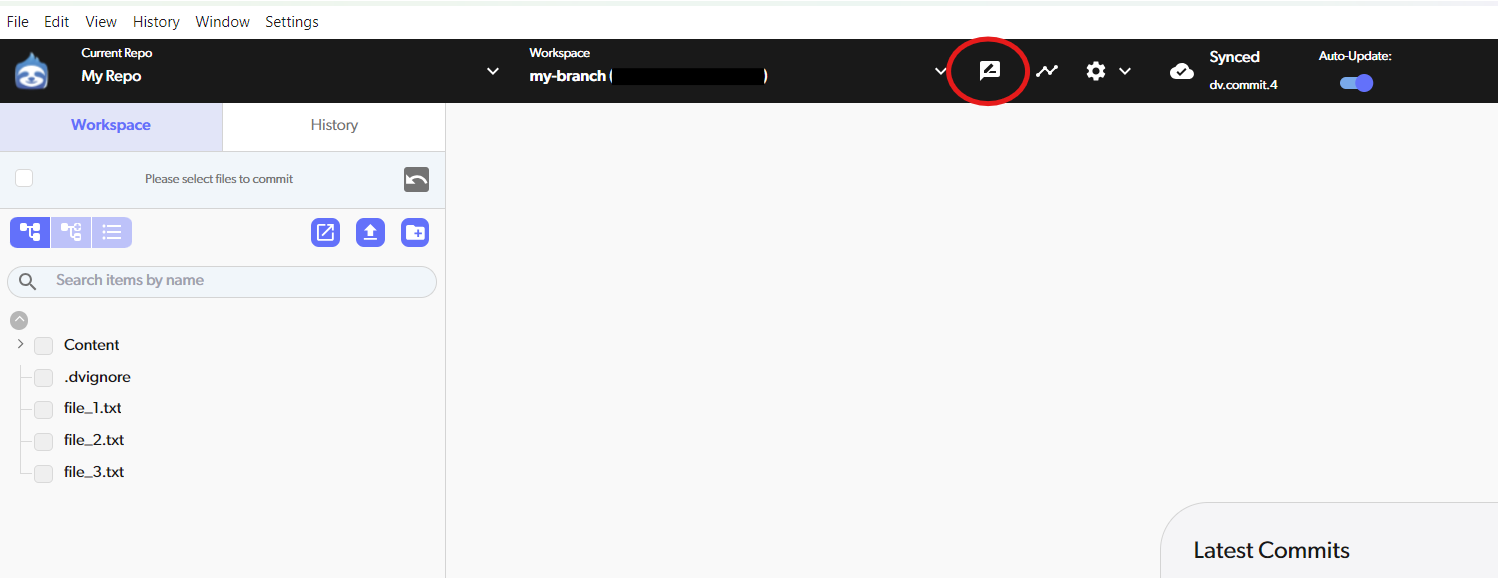 File Edit View History Window Settings
Current Repo
My Repo
Workspace
my-branch ( )
Synced
dv.commit.4
Auto-Update:
Workspace
History
Please select files to commit
Search items by name
Content
.dvignore
file_1.txt
file_2.txt
file_3.txt
Latest Commits